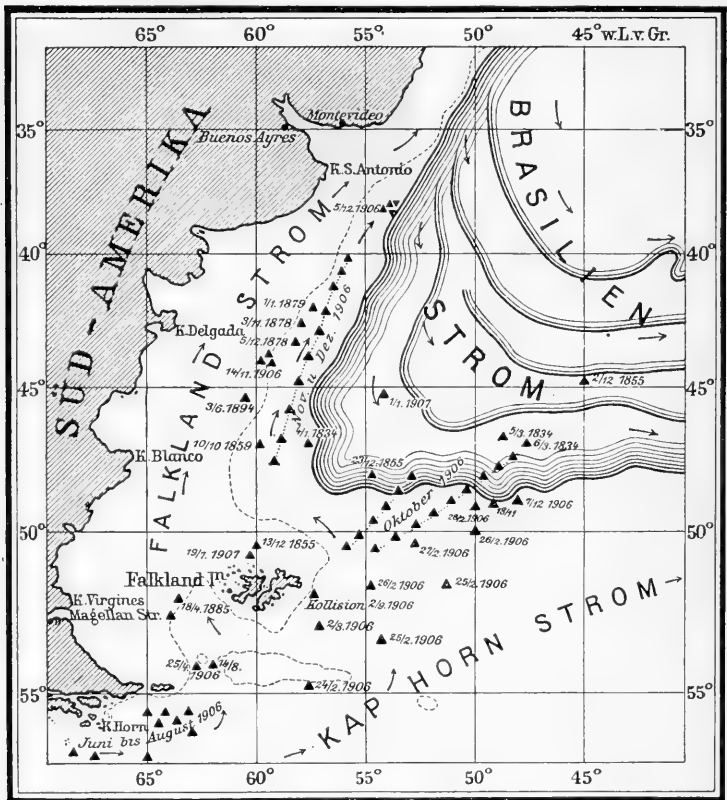 65° 60° 55° 50° 45° w.L.v.Gr.
35° 35°
40° 40°
45° 45°
50° 50°
55° 55°
65° 60° 55° 50° 45°
SÜD-AMERIKA
BRASILIEN
STROM
FALKLAND STROM
KAP HORN STROM
Montevideo
Buenos Ayres
K.S.Antonio
5/12.1906
1/1.1879
3/11.1878
K.Delgada
5/12.1878
14/11.1906
Nov. u. Dez. 1906
3/6.1894
1/1.1907
2/12 1855
4/1.1834
10/10 1859
K.Blanco
5/3.1834
6/3.1834
23/12.1855
Oktober 1906
7/12 1906
18/11
26/2.1906
13/12 1855
19/1. 1907
27/2.1906
Falkland In.
K.Virgines
Magellan Str.
18/4.1885
26/2 1906
25/2.1906
Kollision 2/9.1906
2/3.1906
25/2.1906
25/4.
14/8.
1906
24/2.1906
K.Horn
Juni bis August 1906